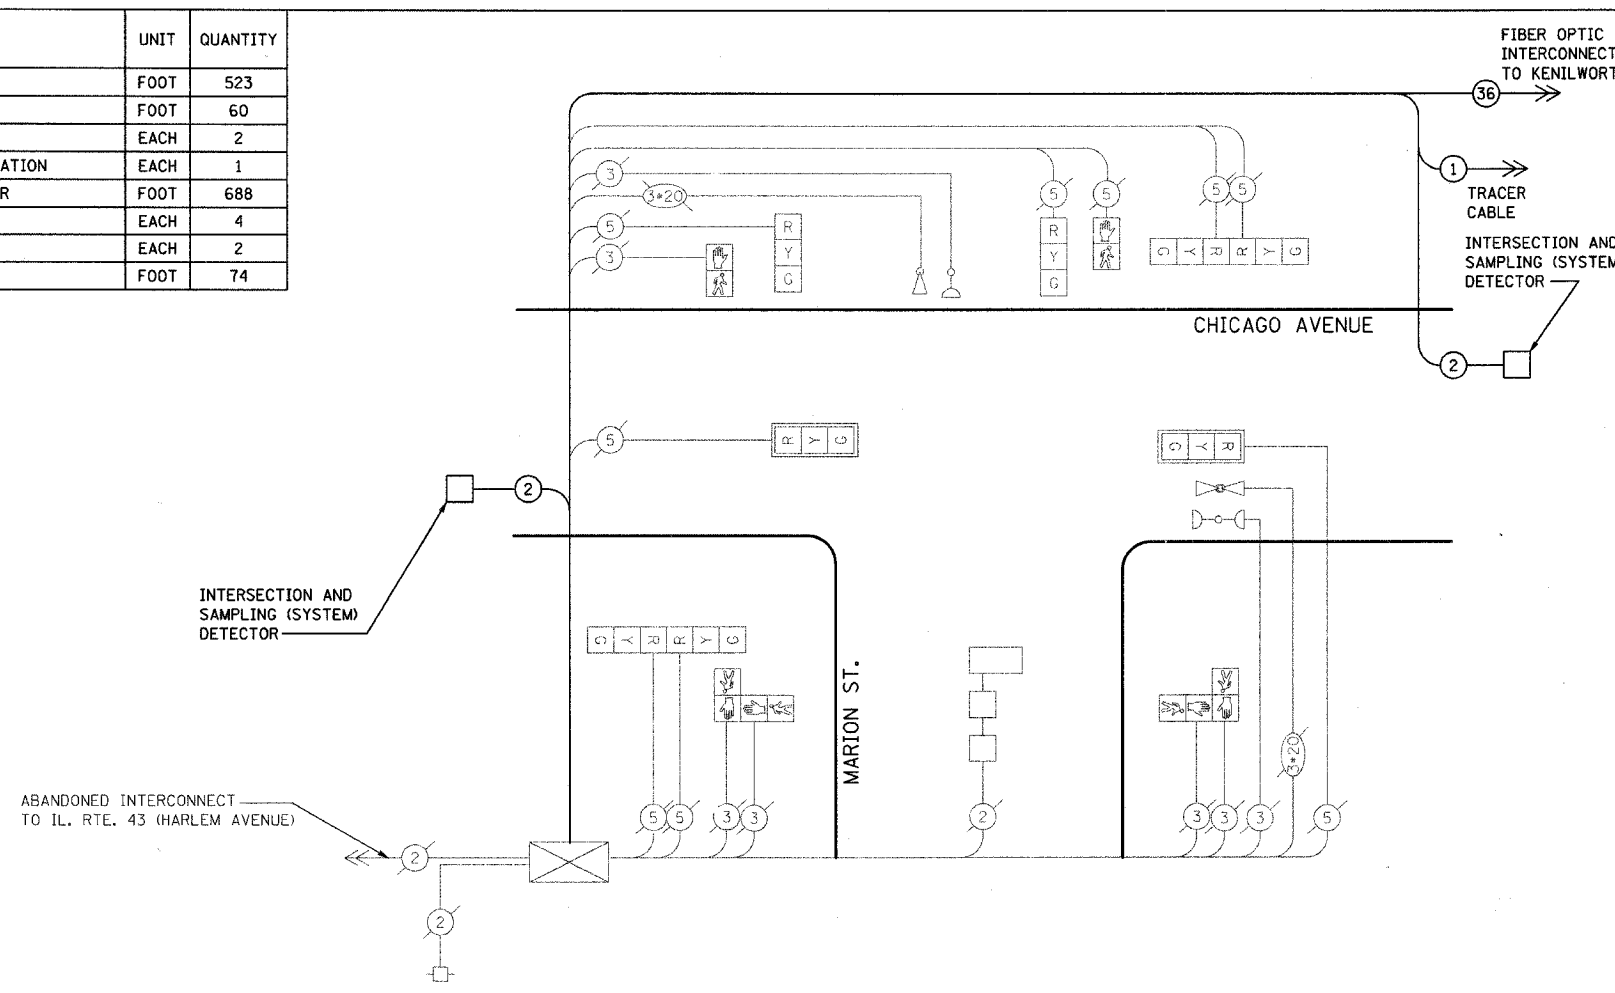 UNIT QUANTITY
FOOT 523
FOOT 60
EACH 2
ATION EACH 1
R FOOT 688
EACH 4
EACH 2
FOOT 74
FIBER OPTIC
INTERCONNECT
TO KENILWORT
36
1
TRACER
CABLE
INTERSECTION AND
SAMPLING (SYSTEM
DETECTOR
2
3
3*20
5
3
R
Y
G
5
5
R
Y
G
5
5
G Y R R Y G
CHICAGO AVENUE
5
R Y G
G Y R
2
INTERSECTION AND
SAMPLING (SYSTEM)
DETECTOR
G Y R R Y G
MARION ST.
3*20
ABANDONED INTERCONNECT
TO IL. RTE. 43 (HARLEM AVENUE)
2
5
5
3
3
2
3
3
3
5
2